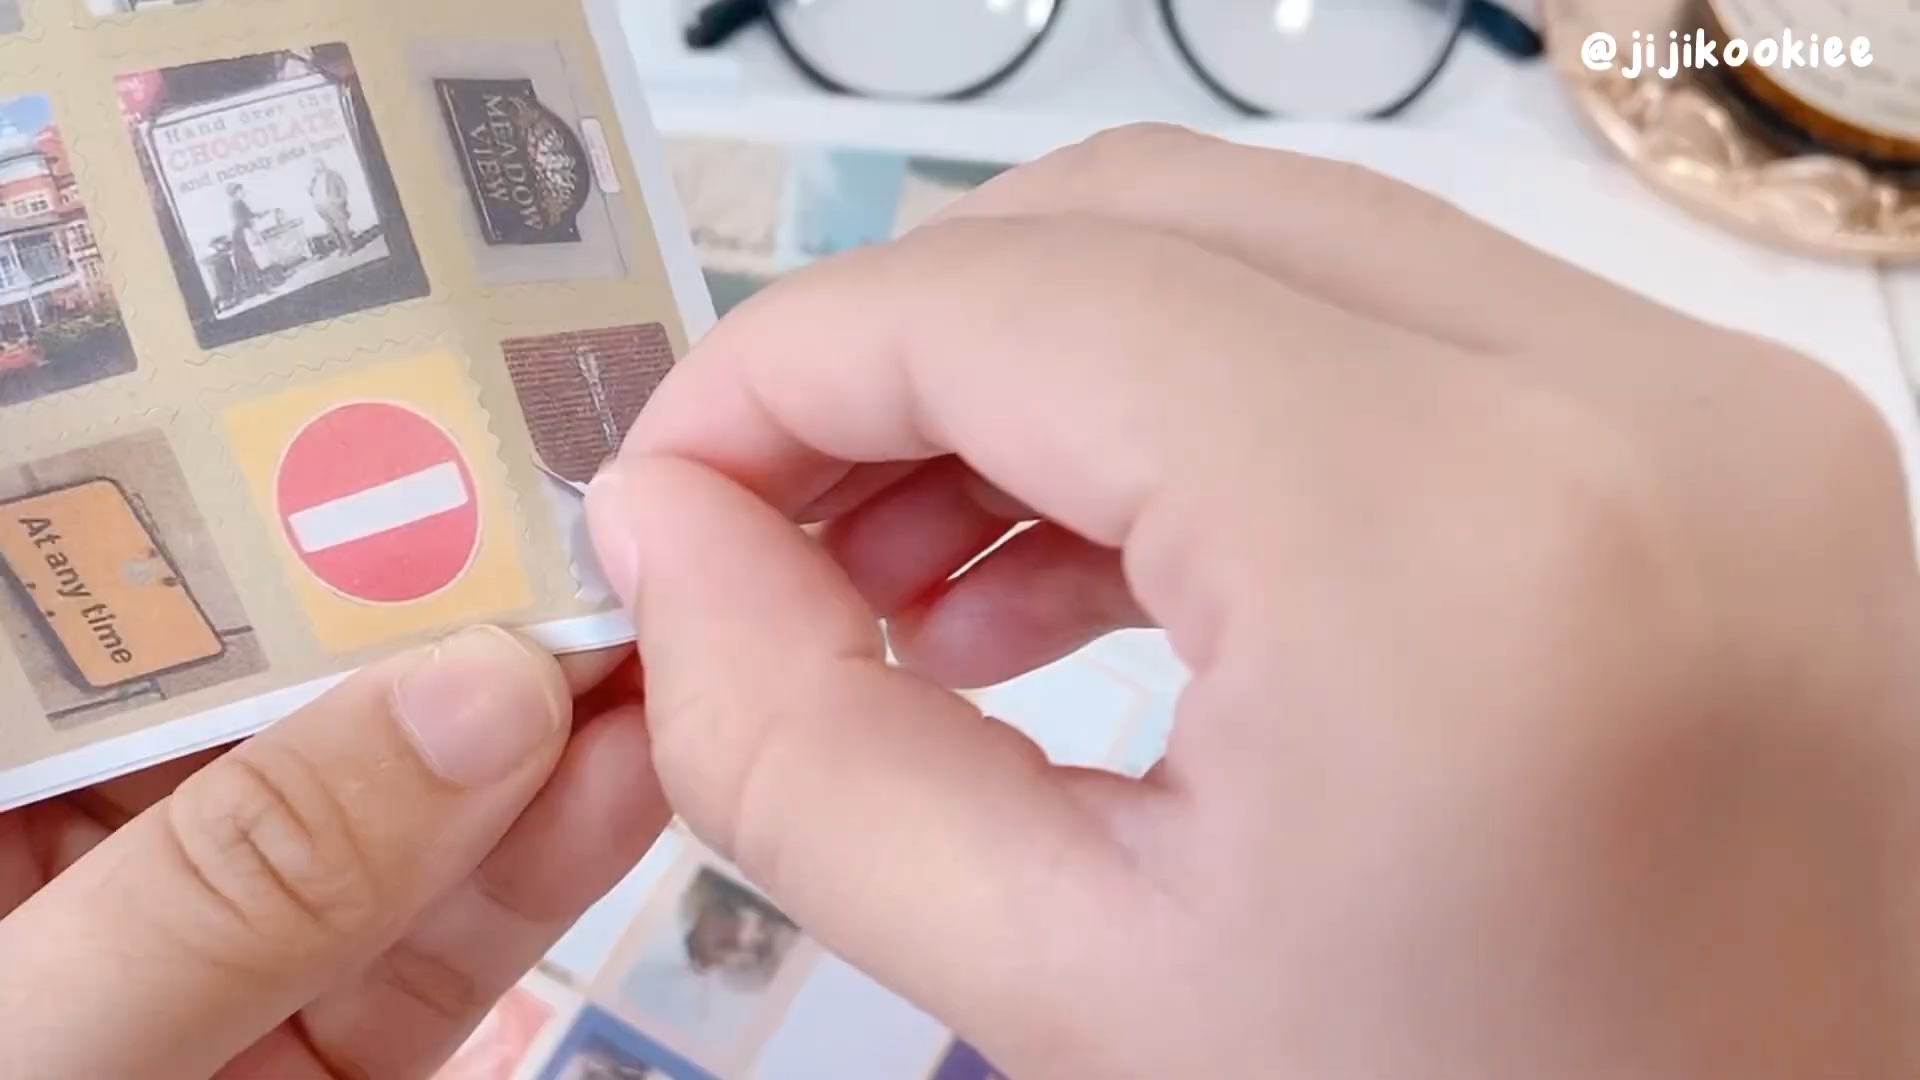 @jijikookiee
Hand over the
CHOCOLATE
and nobody gets hurt!
MEADOW
VIEW
At any time